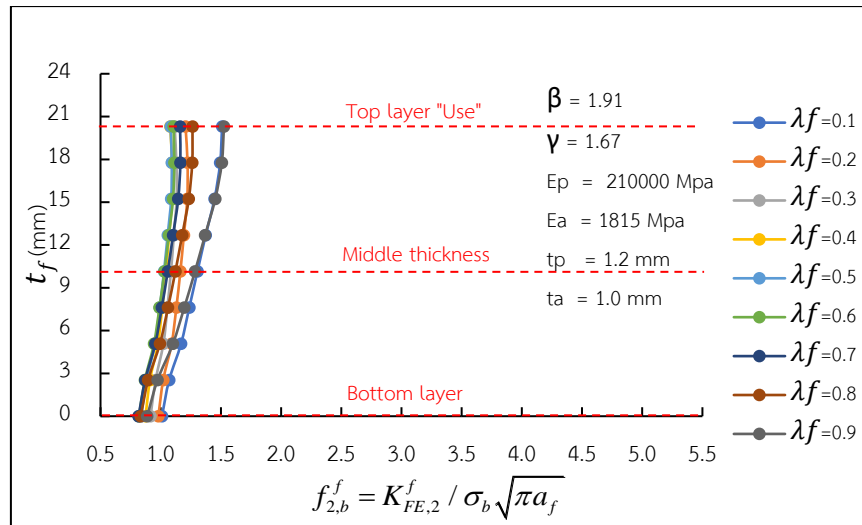 24
21
18
15
12
9
6
3
0
t_f (mm)
Top layer "Use"
Middle thickness
Bottom layer
β = 1.91
γ = 1.67
Ep = 210000 Mpa
Ea = 1815 Mpa
tp = 1.2 mm
ta = 1.0 mm
λf=0.1
λf=0.2
λf=0.3
λf=0.4
λf=0.5
λf=0.6
λf=0.7
λf=0.8
λf=0.9
0.5 1.0 1.5 2.0 2.5 3.0 3.5 4.0 4.5 5.0 5.5
f_{2,b}^f = K_{FE,2}^f / σ_b √πa_f